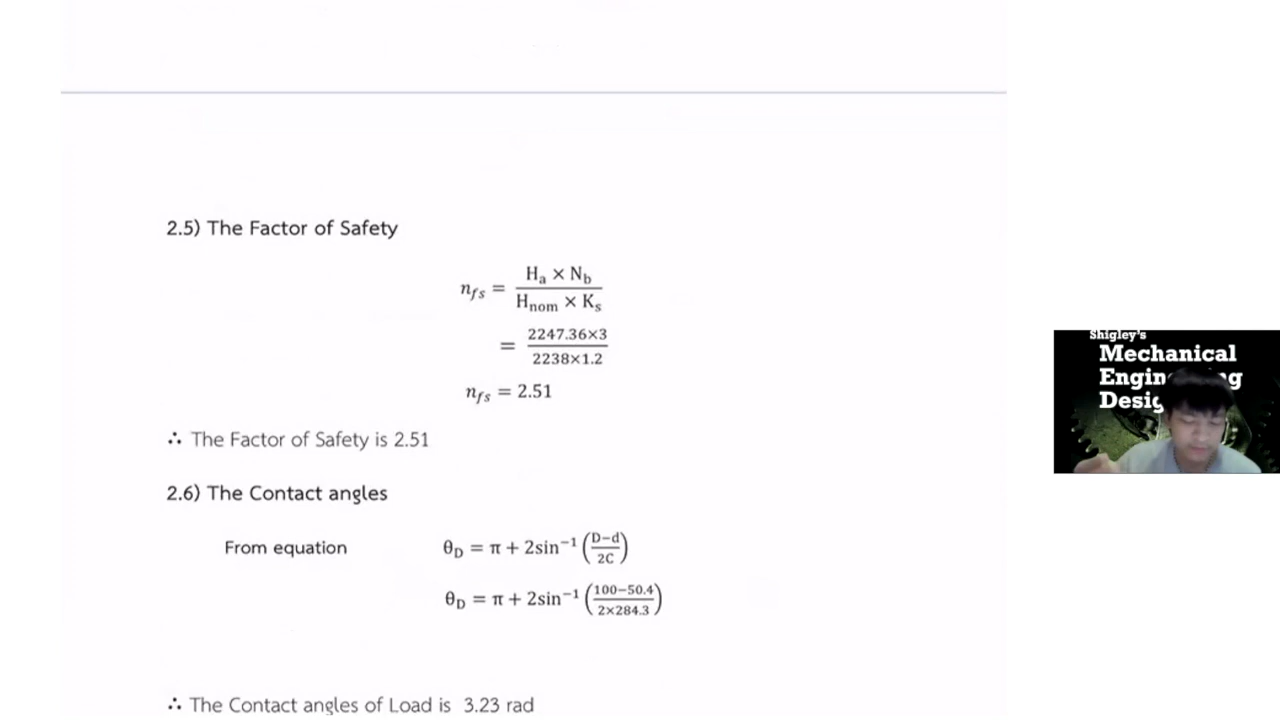 2.5) The Factor of Safety
n_fs = (H_a × N_b) / (H_nom × K_s)
= 2247.36×3 / 2238×1.2
n_fs = 2.51
∴ The Factor of Safety is 2.51
2.6) The Contact angles
From equation θ_D = π + 2sin⁻¹ ((D−d) / 2C)
θ_D = π + 2sin⁻¹ ((100−50.4) / (2×284.3))
∴ The Contact angles of Load is 3.23 rad
Shigley's
Mechanical